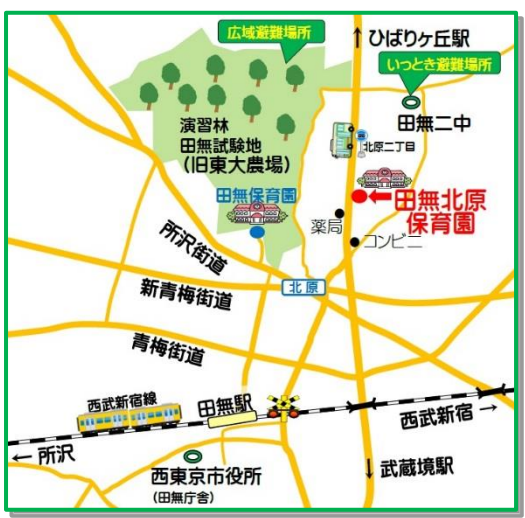 広域避難場所
↑ひばりヶ丘駅
いっとき避難場所
田無二中
演習林
田無試験地
(旧東大農場)
北原二丁目
田無保育園
田無北原
保育園
薬局
コンビニ
所沢街道
北原
新青梅街道
青梅街道
西武新宿線
田無駅
西武新宿→
←所沢
↓武蔵境駅
西東京市役所
(田無庁舎)